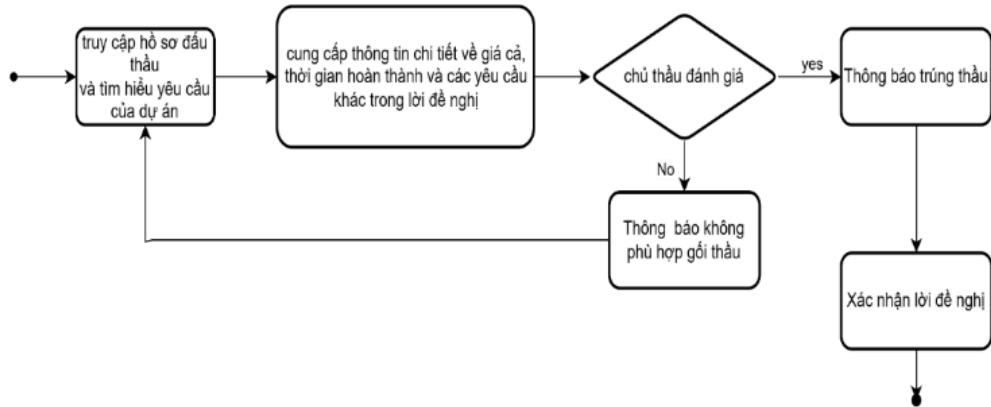 truy cập hồ sơ đấu
thầu
và tìm hiểu yêu cầu
của dự án
cung cấp thông tin chi tiết về giá cả,
thời gian hoàn thành và các yêu cầu
khác trong lời đề nghị
chủ thầu đánh giá
yes
Thông báo trúng thầu
No
Thông báo không
phù hợp gối thầu
Xác nhận lời đề nghị